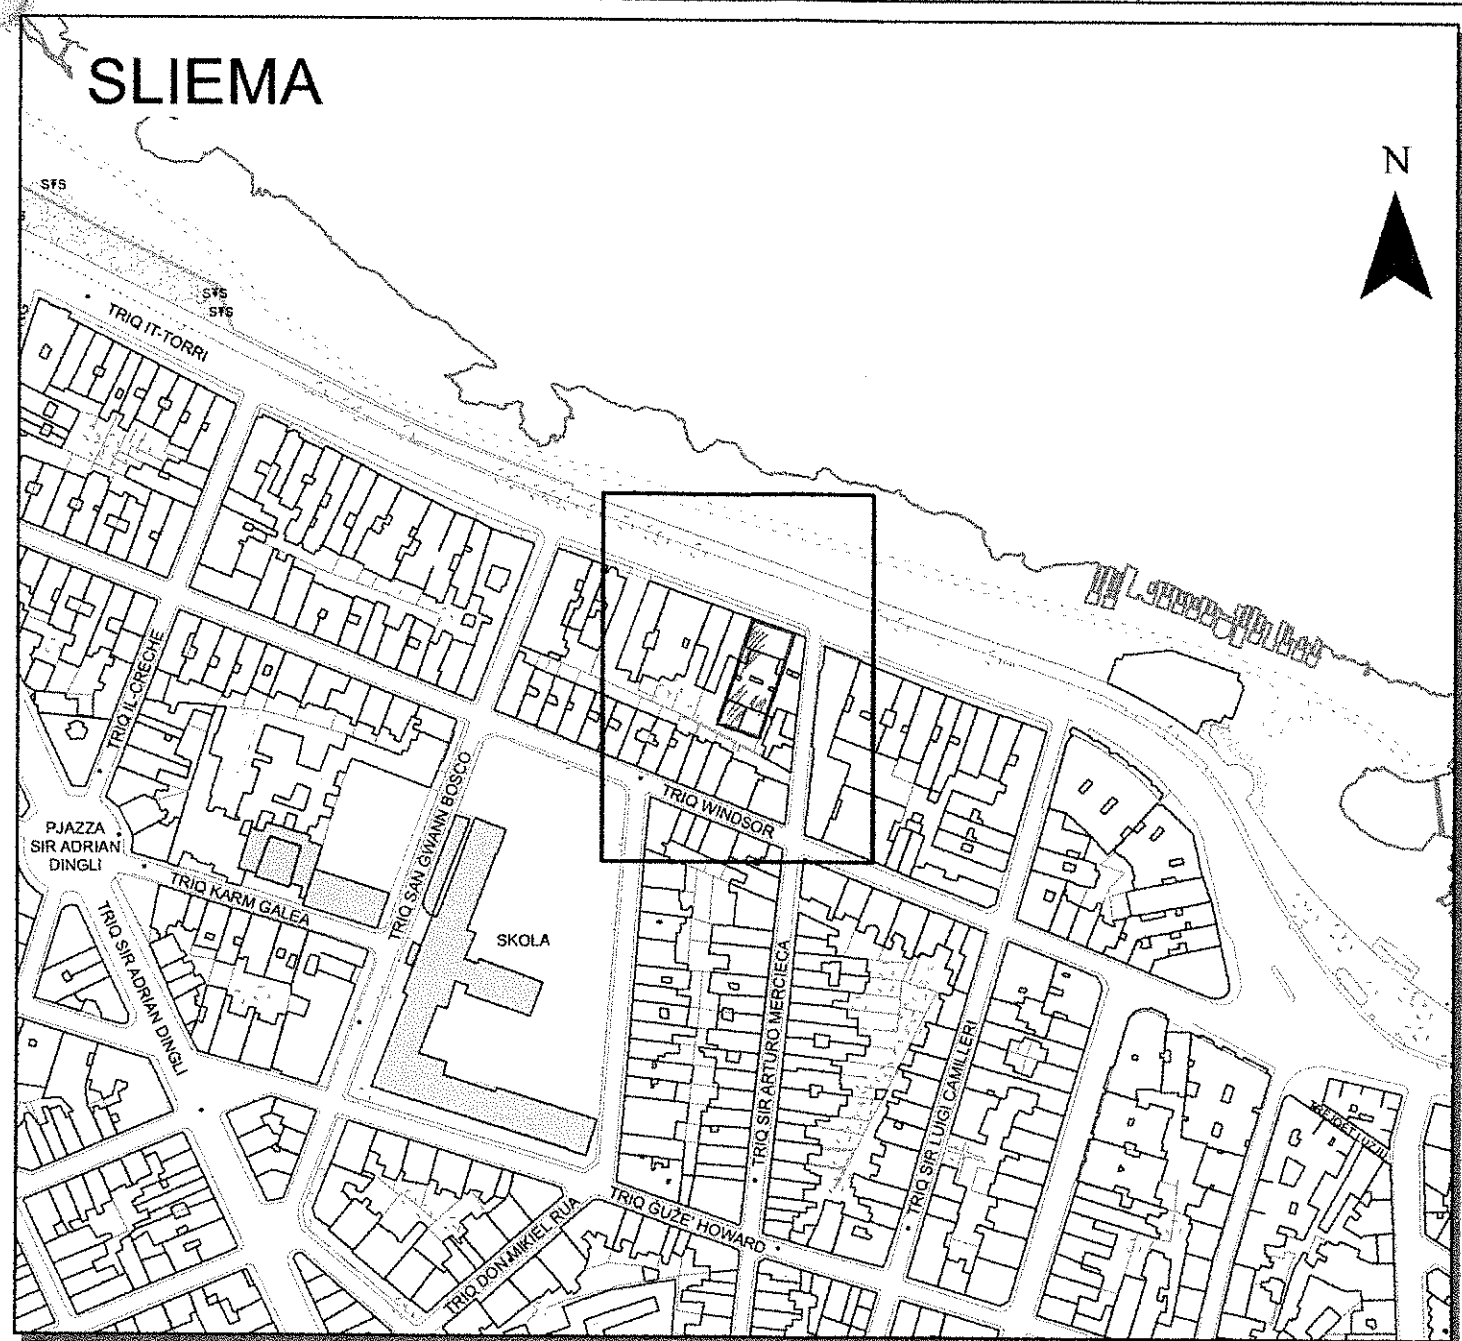 SLIEMA
N
STS
STS
STS
TRIQ IT-TORRI
TRIQ IL-CRECHE
TRIQ SAN GWANN BOSCO
TRIQ WINDSOR
PJAZZA
SIR ADRIAN
DINGLI
TRIQ KARM GALEA
TRIQ SIR ADRIAN DINGLI
SKOLA
TRIQ SIR ARTURO MERCIECA
TRIQ SIR LUIGI CAMILLERI
TRIQ GUŻE' HOWARD
TRIQ DON MIKIEL RUA